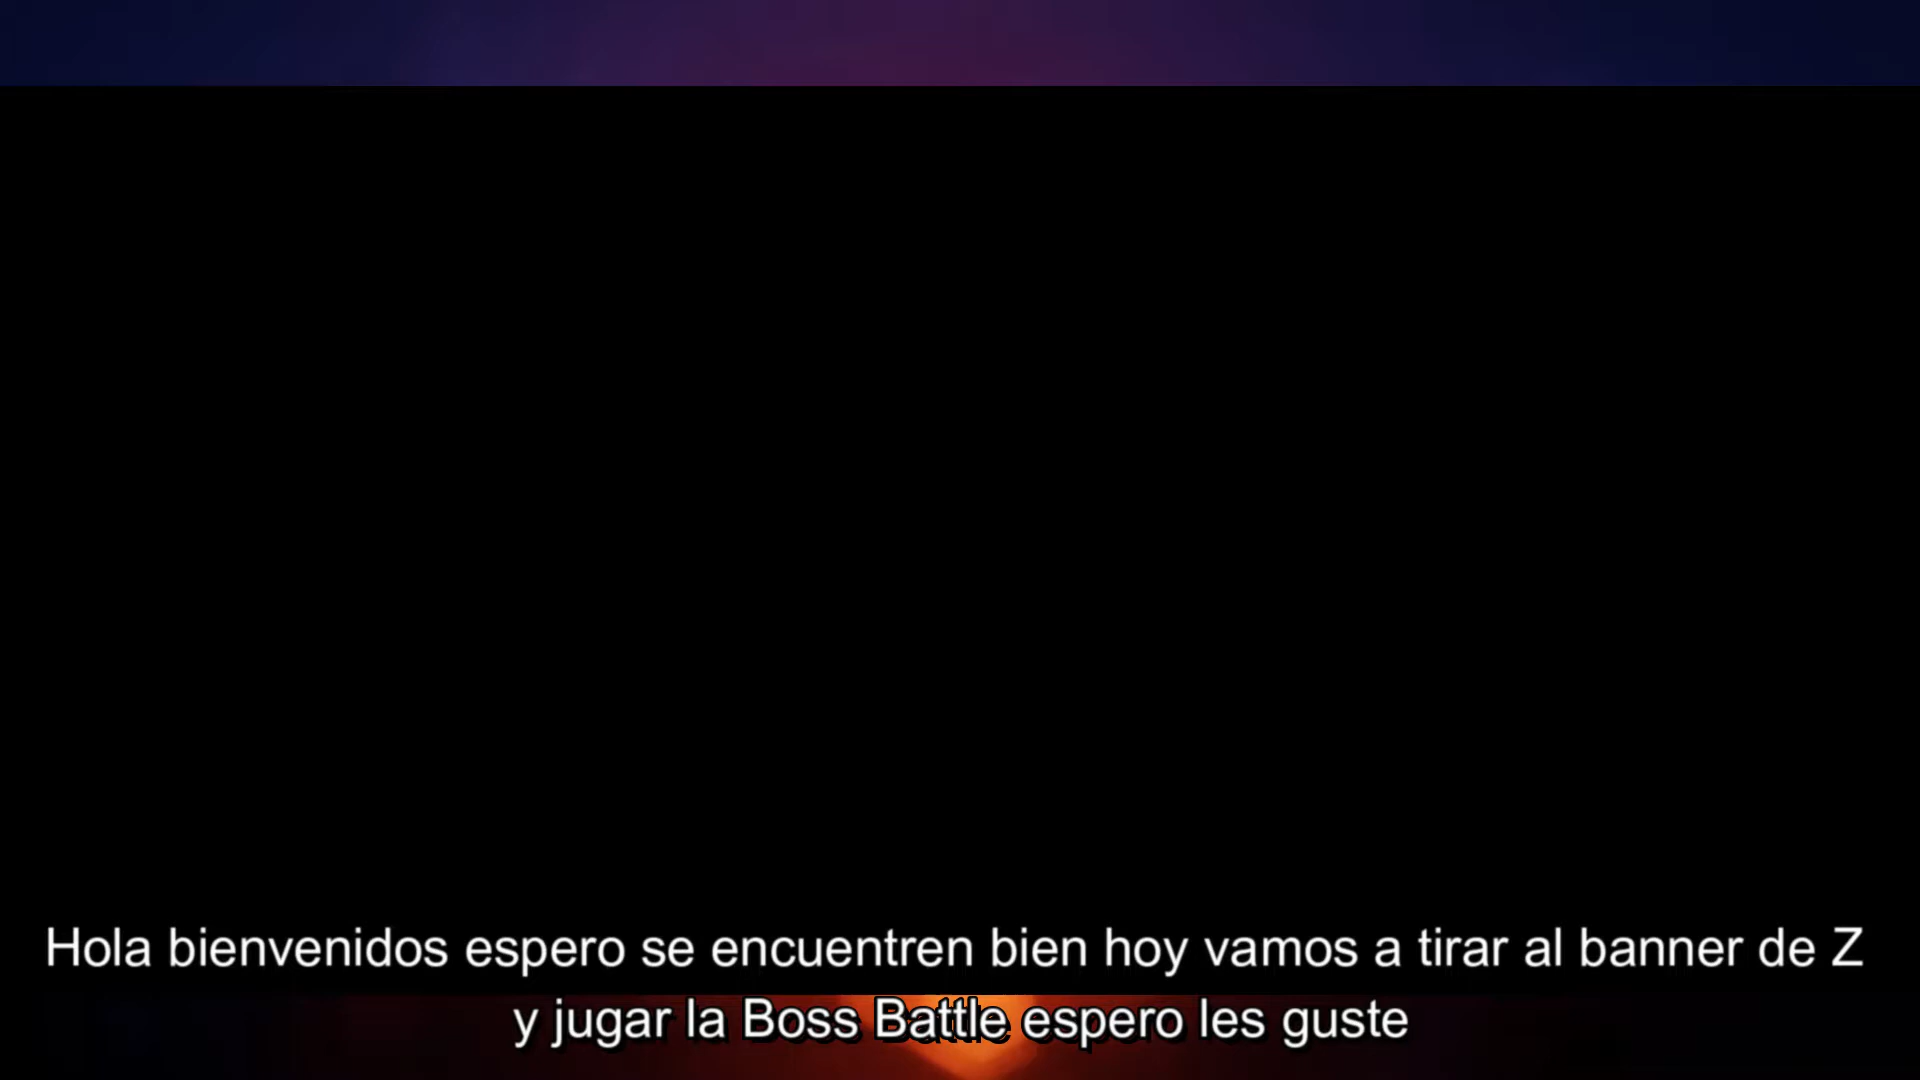 Hola bienvenidos espero se encuentren bien hoy vamos a tirar al banner de Z
y jugar la Boss Battle espero les guste